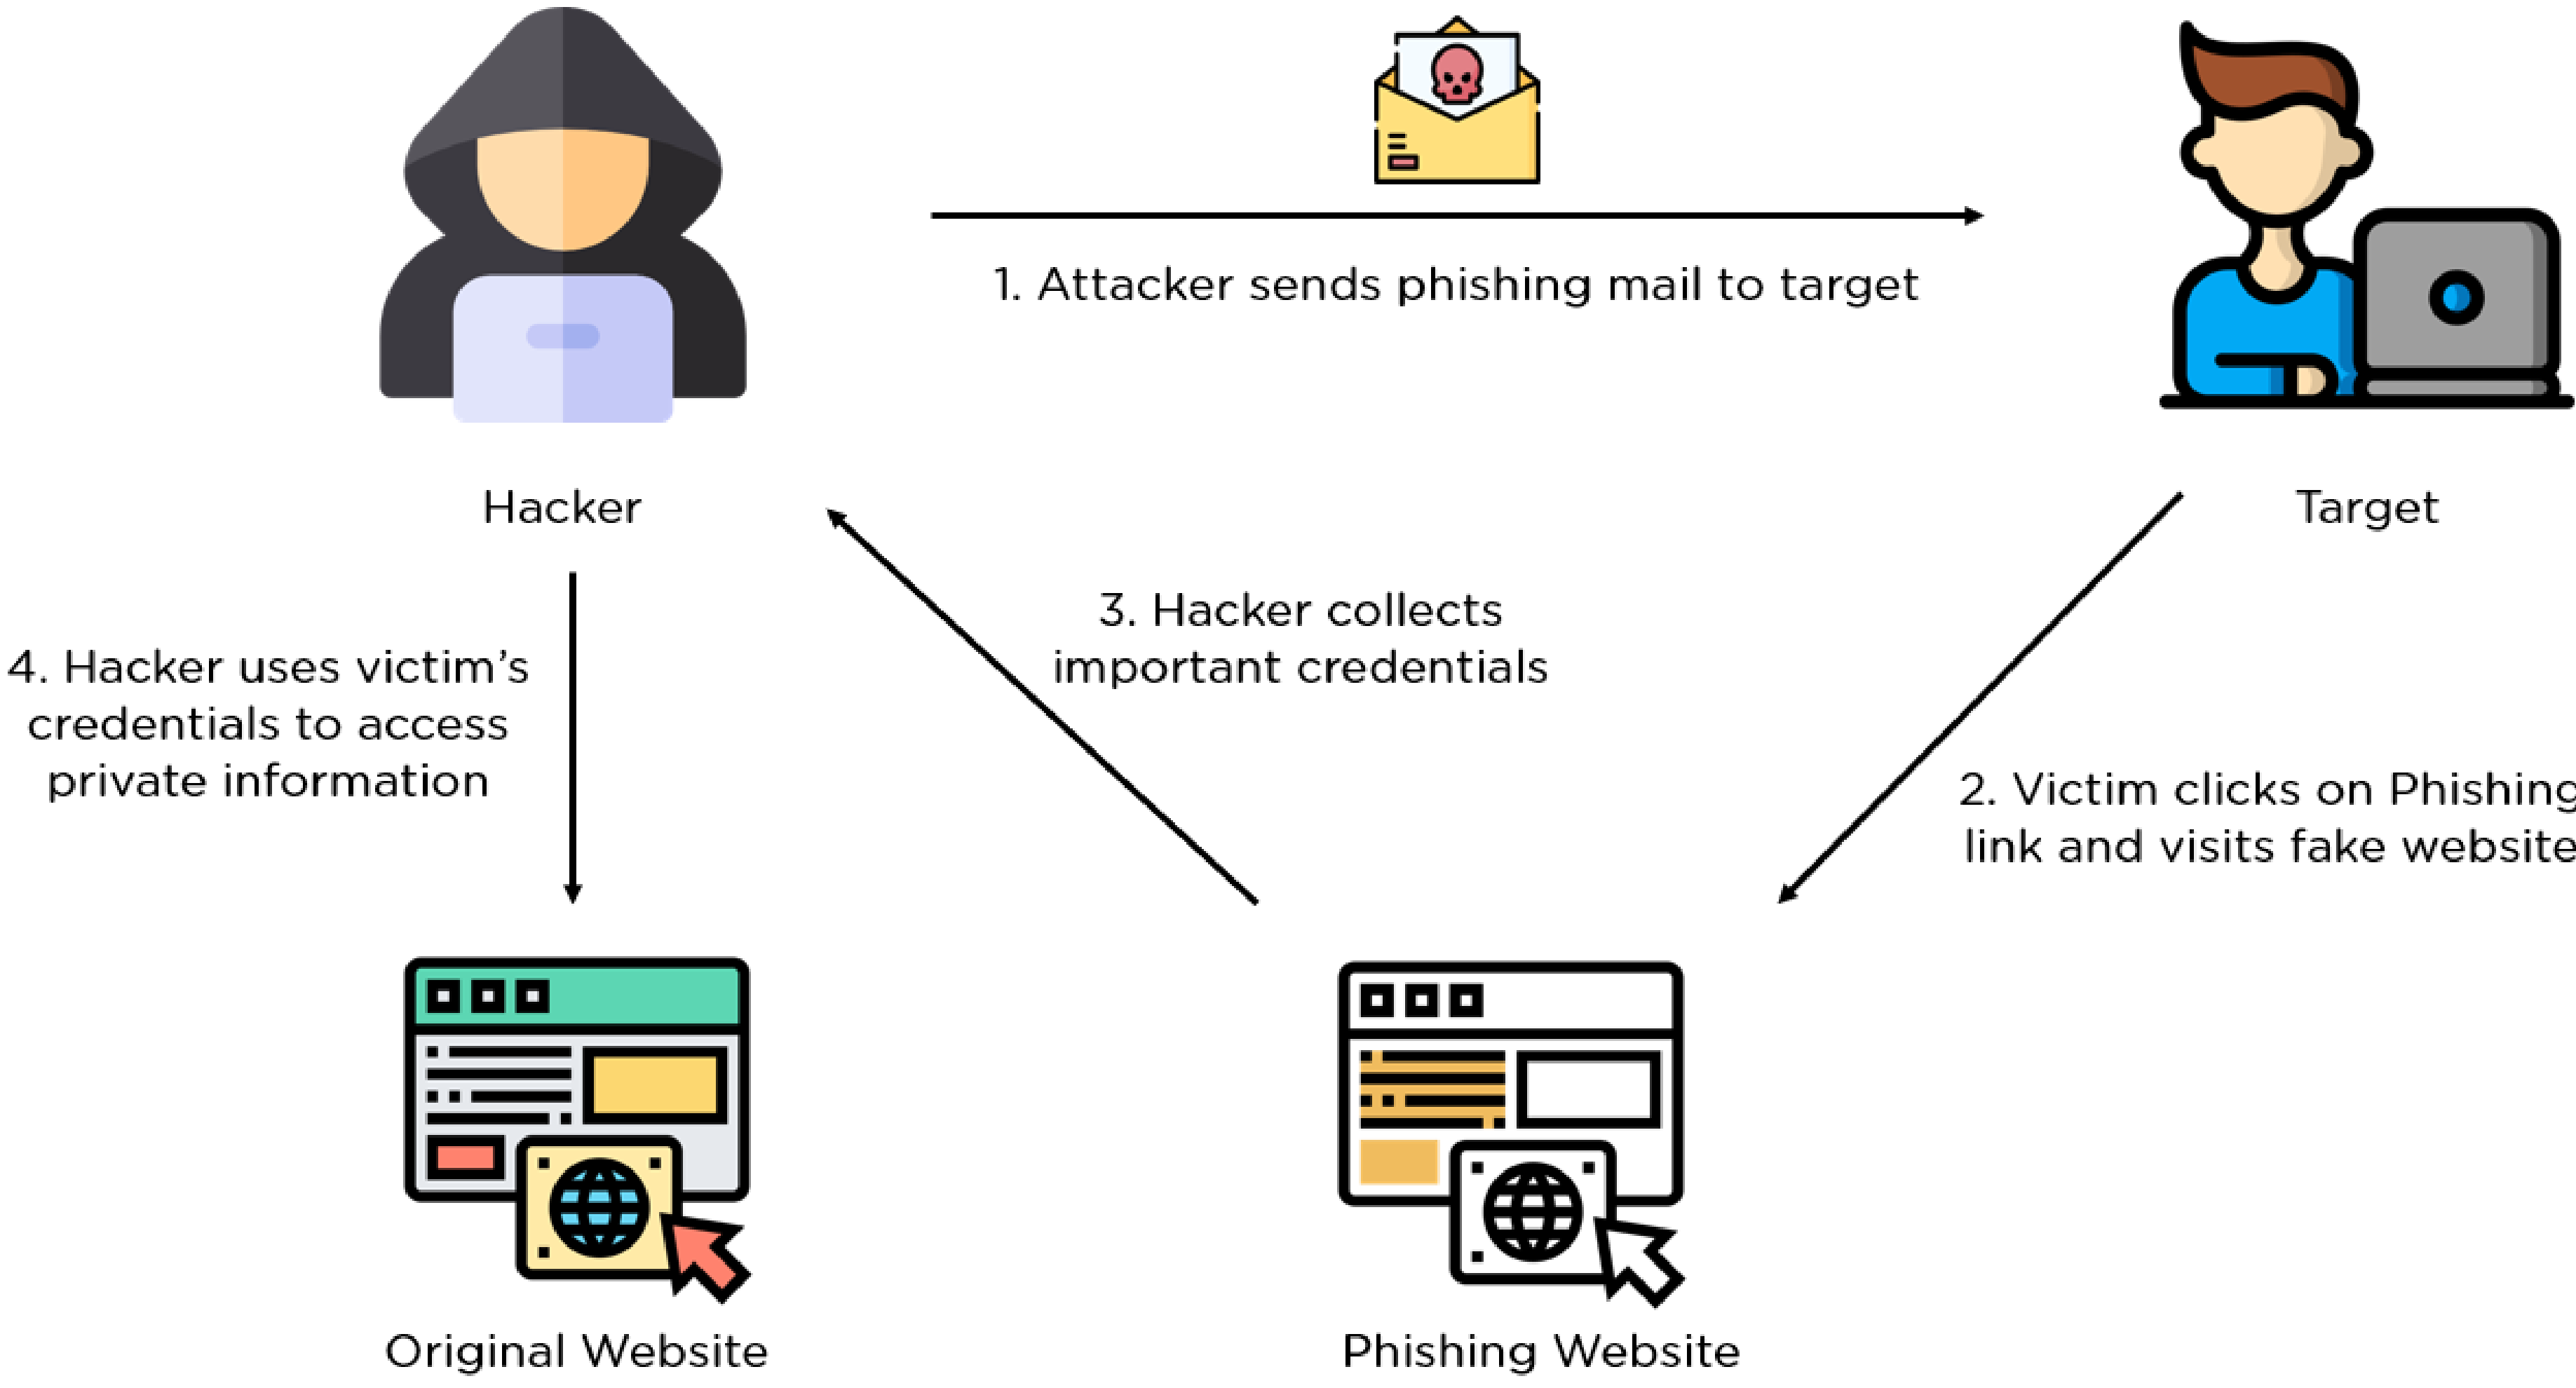 1. Attacker sends phishing mail to target
Hacker
Target
3. Hacker collects
important credentials
4. Hacker uses victim's
credentials to access
private information
2. Victim clicks on Phishing
link and visits fake website
Original Website
Phishing Website